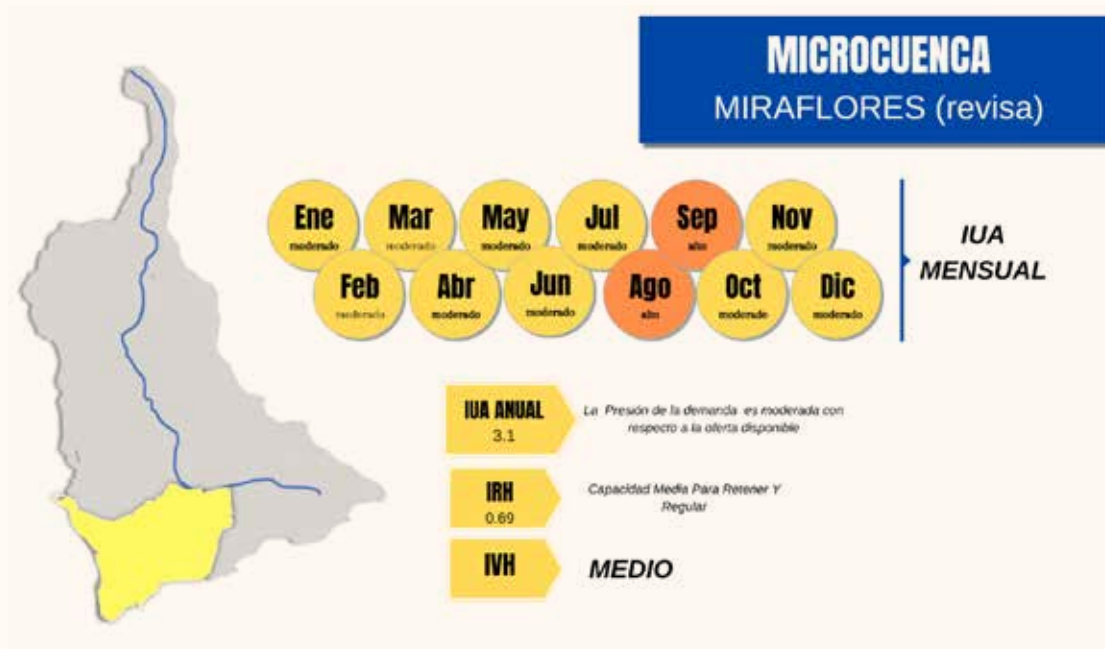 MICROCUENCA
MIRAFLORES (revisa)
Ene
moderado
Mar
moderado
May
moderado
Jul
moderado
Sep
alto
Nov
moderado
Feb
moderado
Abr
moderado
Jun
moderado
Ago
alto
Oct
moderado
Dic
moderado
IUA
MENSUAL
IUA ANUAL
3.1
La Presión de la demanda es moderada con
respecto a la oferta disponible
IRH
0.69
Capacidad Media Para Retener Y
Regular
IVH
MEDIO